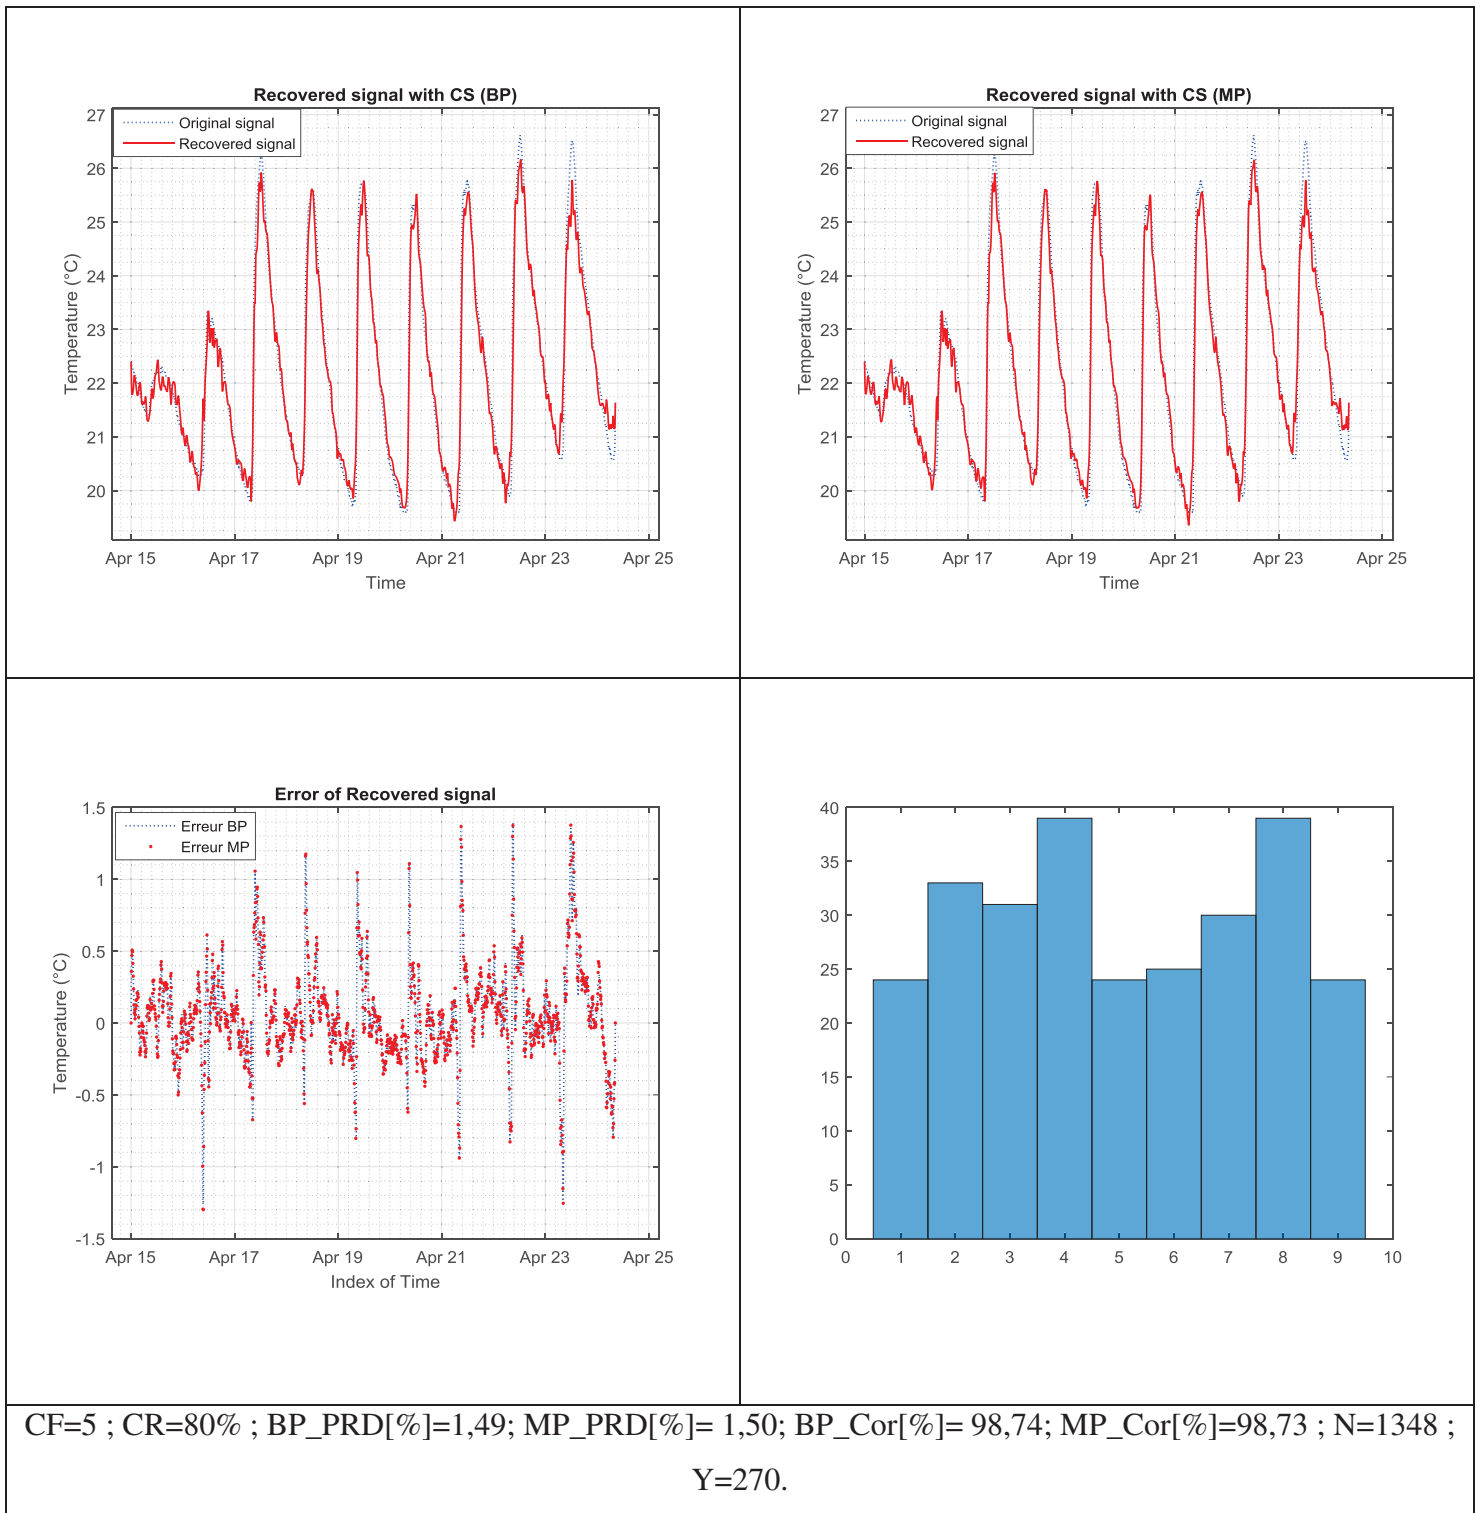 Recovered signal with CS (BP)
Original signal
Recovered signal
27
26
25
24
23
22
21
20
Temperature (°C)
Apr 15 Apr 17 Apr 19 Apr 21 Apr 23 Apr 25
Time
Recovered signal with CS (MP)
Original signal
Recovered signal
27
26
25
24
23
22
21
20
Temperature (°C)
Apr 15 Apr 17 Apr 19 Apr 21 Apr 23 Apr 25
Time
Error of Recovered signal
Erreur BP
Erreur MP
1.5
1
0.5
0
-0.5
-1
-1.5
Temperature (°C)
Apr 15 Apr 17 Apr 19 Apr 21 Apr 23 Apr 25
Index of Time
40
35
30
25
20
15
10
5
0
0 1 2 3 4 5 6 7 8 9 10
CF=5 ; CR=80% ; BP_PRD[%]=1,49; MP_PRD[%]= 1,50; BP_Cor[%]= 98,74; MP_Cor[%]=98,73 ; N=1348 ;
Y=270.